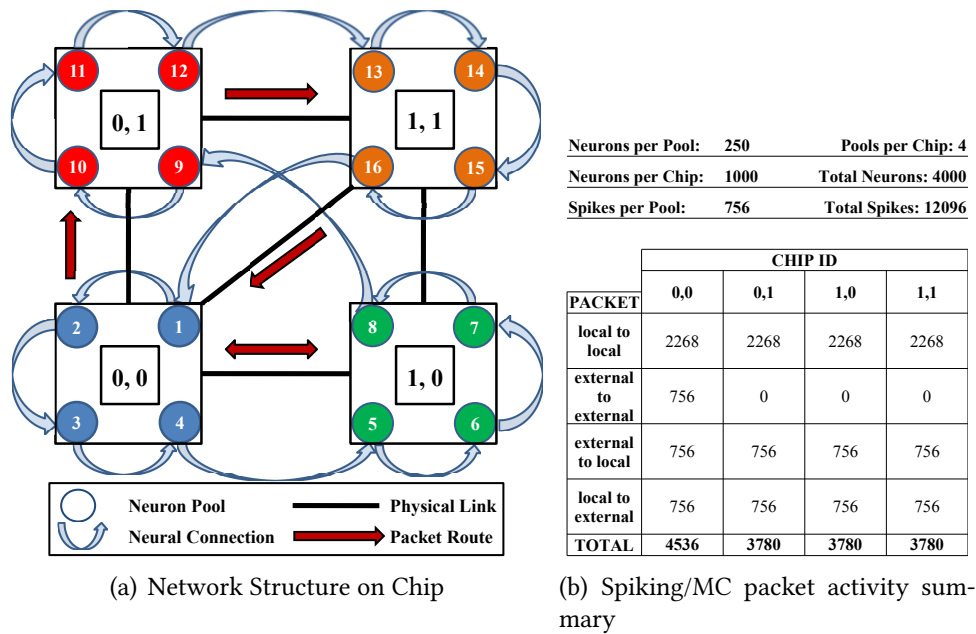 11
12
13
14
0, 1
1, 1
10
9
16
15
2
1
8
7
0, 0
1, 0
3
4
5
6
Neuron Pool
Physical Link
Neural Connection
Packet Route
(a) Network Structure on Chip
Neurons per Pool: 250 Pools per Chip: 4
Neurons per Chip: 1000 Total Neurons: 4000
Spikes per Pool: 756 Total Spikes: 12096
CHIP ID
PACKET 0,0 0,1 1,0 1,1
local to
local 2268 2268 2268 2268
external
to
external 756 0 0 0
external
to local 756 756 756 756
local to
external 756 756 756 756
TOTAL 4536 3780 3780 3780
(b) Spiking/MC packet activity sum-
mary